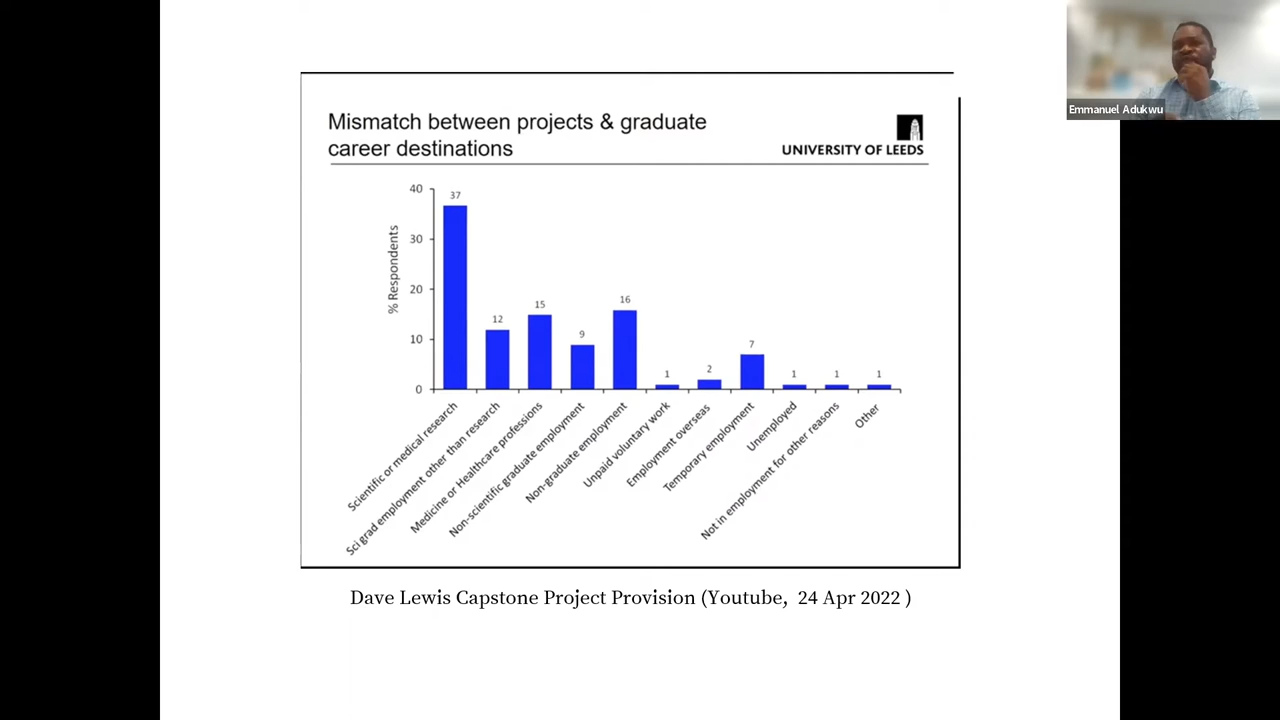 Emmanuel Adukwu
Mismatch between projects & graduate
career destinations
UNIVERSITY OF LEEDS
% Respondents
40
30
20
10
0
37
12
15
9
16
1
2
7
1
1
1
Scientific or medical research
Sci grad employment other than research
Medicine or Healthcare professions
Non-scientific graduate employment
Non-graduate employment
Unpaid voluntary work
Employment overseas
Temporary employment
Unemployed
Not in employment for other reasons
Other
Dave Lewis Capstone Project Provision (Youtube, 24 Apr 2022 )